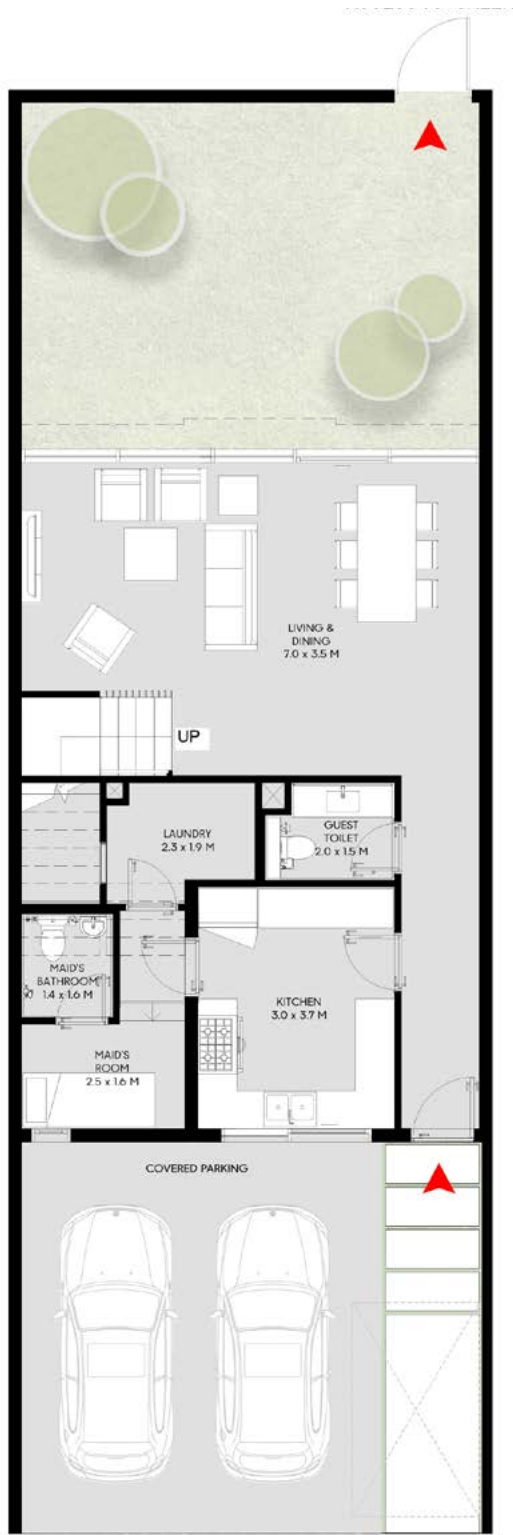 LIVING &
DINING
7.0 x 3.5 M
UP
LAUNDRY
2.3 x 1.9 M
GUEST
TOILET
2.0 x 1.5 M
MAID'S
BATHROOM
1.4 x 1.6 M
KITCHEN
3.0 x 3.7 M
MAID'S
ROOM
2.5 x 1.6 M
COVERED PARKING